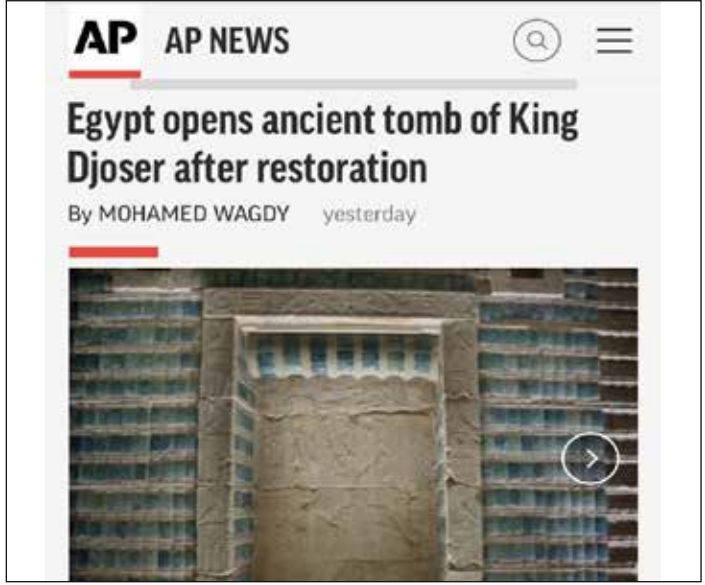 AP AP NEWS
Egypt opens ancient tomb of King
Djoser after restoration
By MOHAMED WAGDY yesterday